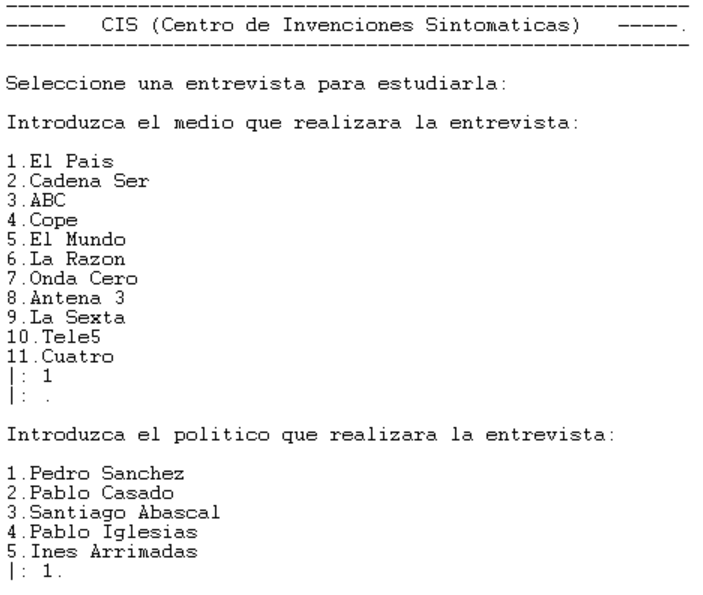 -----------------------------------------------------
-----   CIS (Centro de Invenciones Sintomaticas)   -----.
-----------------------------------------------------
Seleccione una entrevista para estudiarla:
Introduzca el medio que realizara la entrevista:
1.El Pais
2.Cadena Ser
3.ABC
4.Cope
5.El Mundo
6.La Razon
7.Onda Cero
8.Antena 3
9.La Sexta
10.Tele5
11.Cuatro
|: 1
|: .
Introduzca el politico que realizara la entrevista:
1.Pedro Sanchez
2.Pablo Casado
3.Santiago Abascal
4.Pablo Iglesias
5.Ines Arrimadas
|: 1.